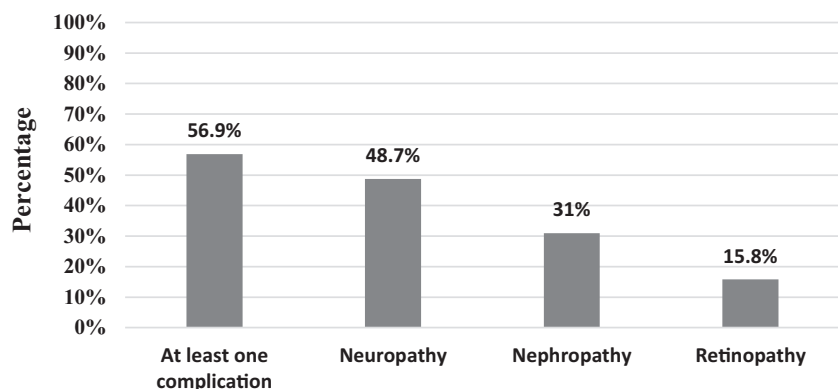 100%
90%
80%
70%
60%
50%
40%
30%
20%
10%
0%
Percentage
56.9%
48.7%
31%
15.8%
At least one
complication
Neuropathy
Nephropathy
Retinopathy